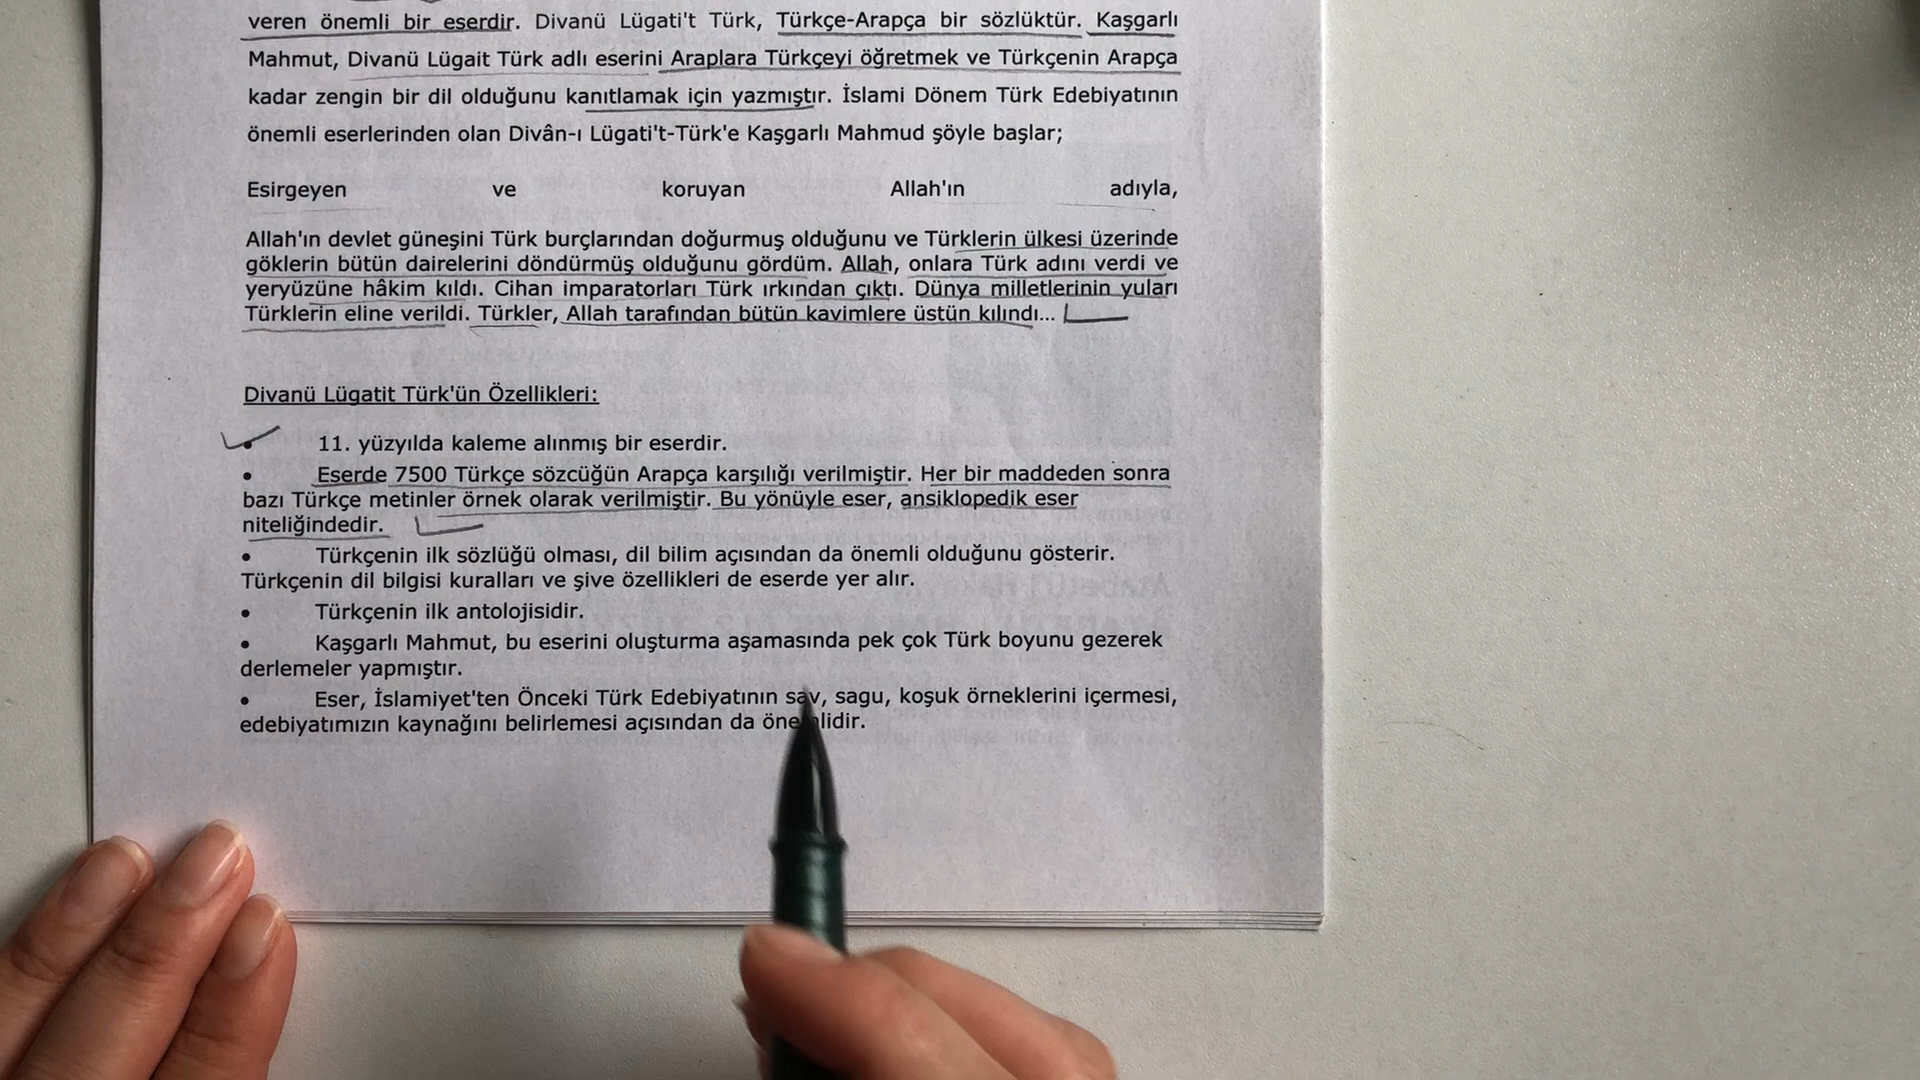 veren önemli bir eserdir. Divanü Lügati't Türk, Türkçe-Arapça bir sözlüktür. Kaşgarlı
Mahmut, Divanü Lügait Türk adlı eserini Araplara Türkçeyi öğretmek ve Türkçenin Arapça
kadar zengin bir dil olduğunu kanıtlamak için yazmıştır. İslami Dönem Türk Edebiyatının
önemli eserlerinden olan Divân-ı Lügati't-Türk'e Kaşgarlı Mahmud şöyle başlar;
Esirgeyen ve koruyan Allah'ın adıyla,
Allah'ın devlet güneşini Türk burçlarından doğurmuş olduğunu ve Türklerin ülkesi üzerinde
göklerin bütün dairelerini döndürmüş olduğunu gördüm. Allah, onlara Türk adını verdi ve
yeryüzüne hâkim kıldı. Cihan imparatorları Türk ırkından çıktı. Dünya milletlerinin yuları
Türklerin eline verildi. Türkler, Allah tarafından bütün kavimlere üstün kılındı...
Divanü Lügatit Türk'ün Özellikleri:
• 11. yüzyılda kaleme alınmış bir eserdir.
• Eserde 7500 Türkçe sözcüğün Arapça karşılığı verilmiştir. Her bir maddeden sonra
bazı Türkçe metinler örnek olarak verilmiştir. Bu yönüyle eser, ansiklopedik eser
niteliğindedir.
• Türkçenin ilk sözlüğü olması, dil bilim açısından da önemli olduğunu gösterir.
Türkçenin dil bilgisi kuralları ve şive özellikleri de eserde yer alır.
• Türkçenin ilk antolojisidir.
• Kaşgarlı Mahmut, bu eserini oluşturma aşamasında pek çok Türk boyunu gezerek
derlemeler yapmıştır.
• Eser, İslamiyet'ten Önceki Türk Edebiyatının sav, sagu, koşuk örneklerini içermesi,
edebiyatımızın kaynağını belirlemesi açısından da önemlidir.